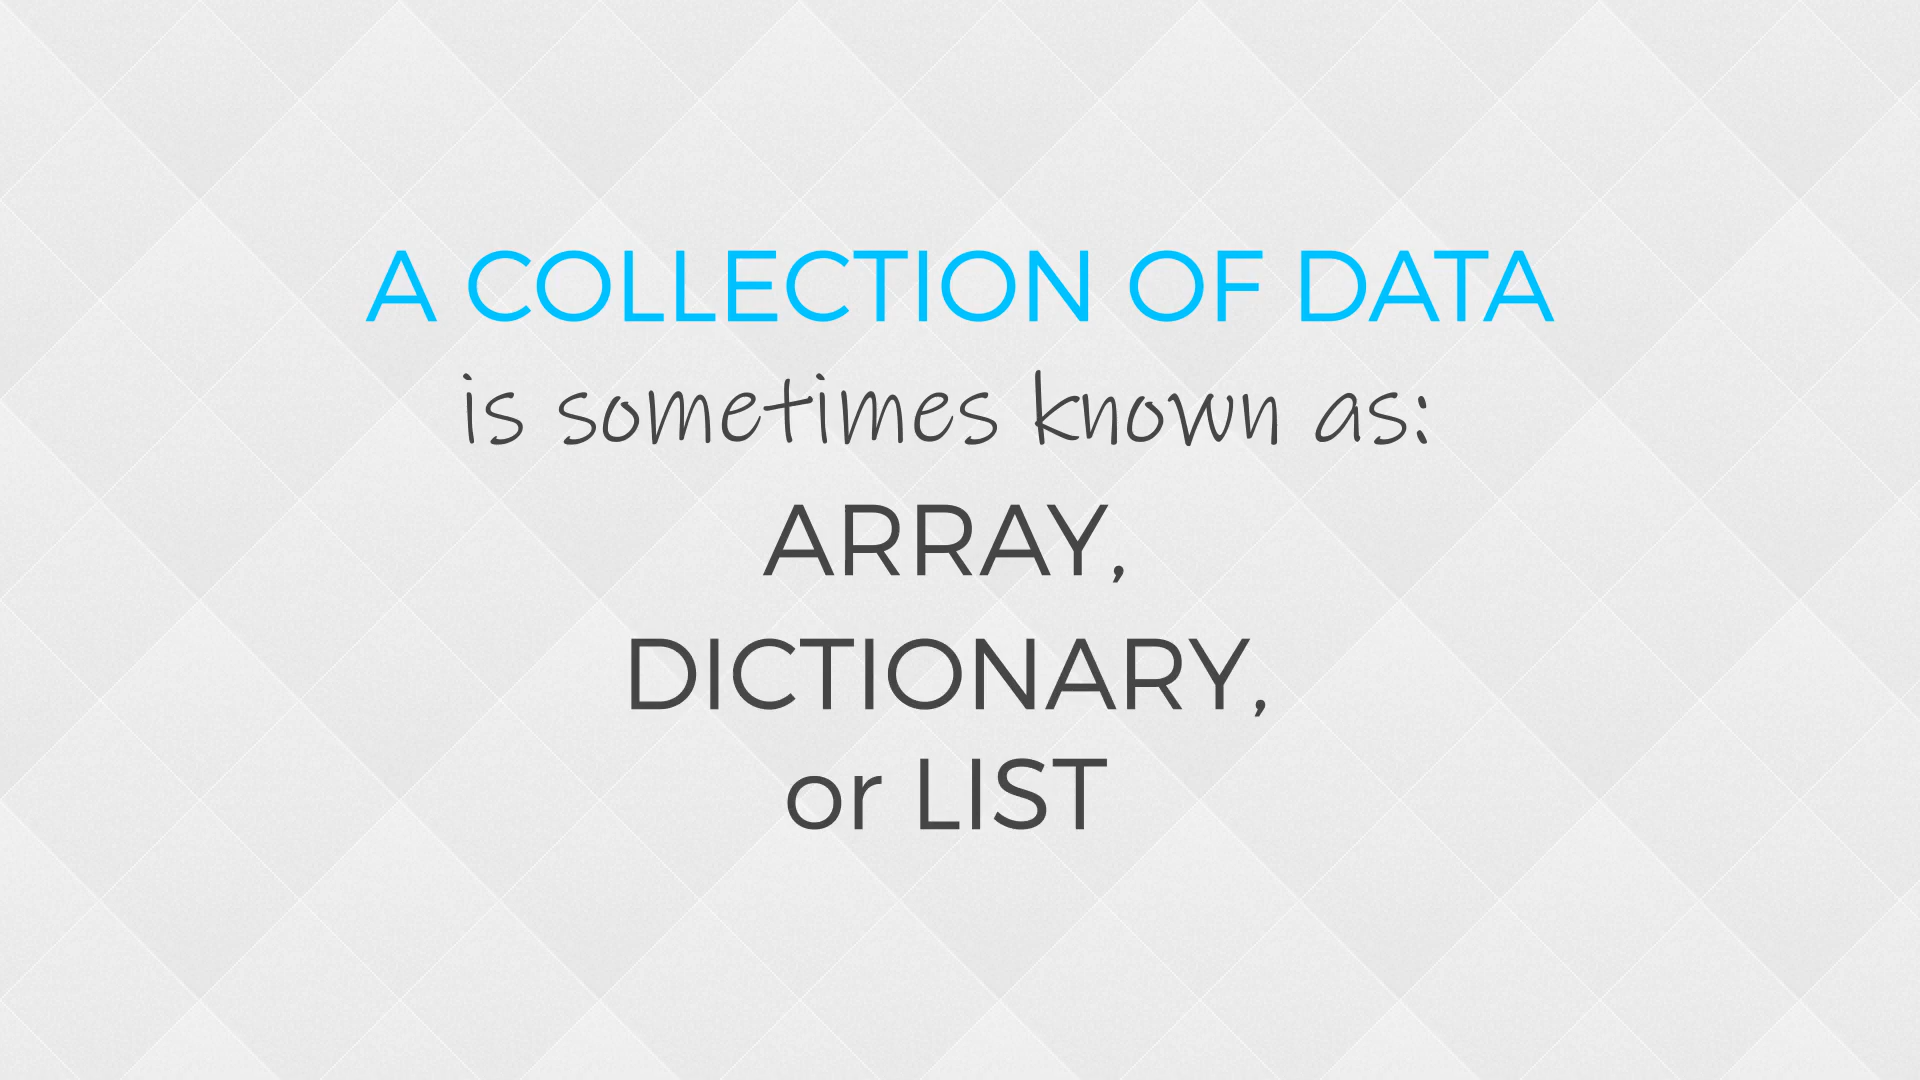 A COLLECTION OF DATA
is sometimes known as:
ARRAY,
DICTIONARY,
or LIST